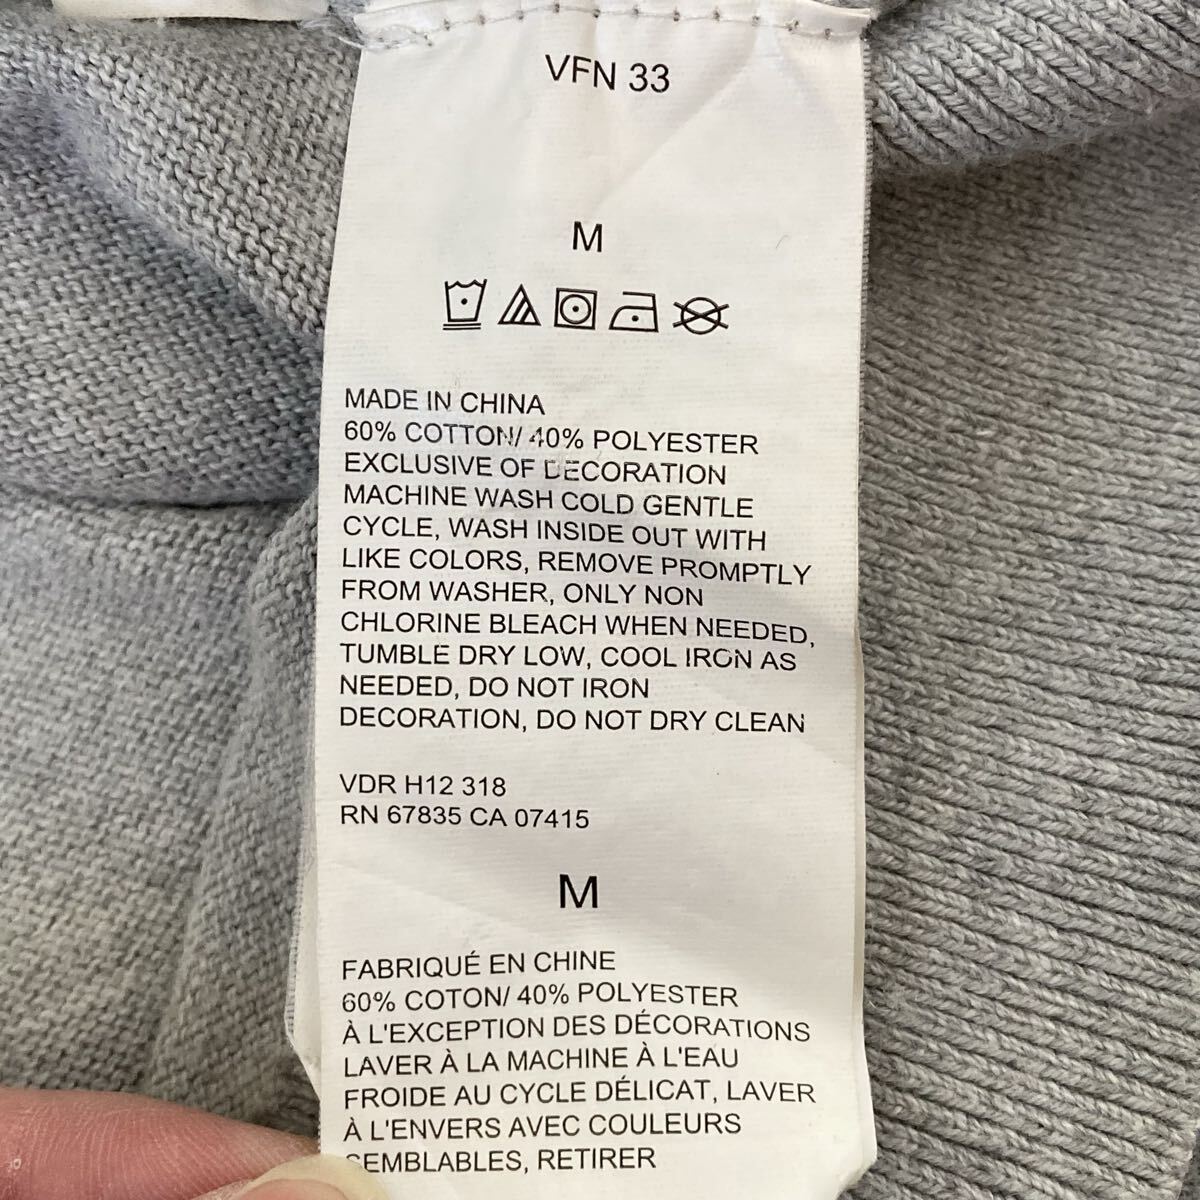 VFN 33
M
MADE IN CHINA
60% COTTON/ 40% POLYESTER
EXCLUSIVE OF DECORATION
MACHINE WASH COLD GENTLE
CYCLE, WASH INSIDE OUT WITH
LIKE COLORS, REMOVE PROMPTLY
FROM WASHER, ONLY NON
CHLORINE BLEACH WHEN NEEDED,
TUMBLE DRY LOW, COOL IRON AS
NEEDED, DO NOT IRON
DECORATION, DO NOT DRY CLEAN
VDR H12 318
RN 67835 CA 07415
M
FABRIQUÉ EN CHINE
60% COTON/ 40% POLYESTER
À L'EXCEPTION DES DÉCORATIONS
LAVER À LA MACHINE À L'EAU
FROIDE AU CYCLE DÉLICAT, LAVER
À L'ENVERS AVEC COULEURS
SEMBLABLES, RETIRER